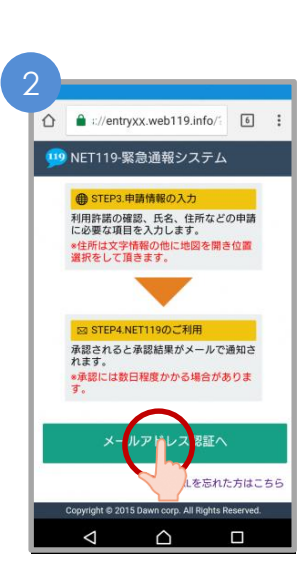 2
://entryxx.web119.info/
6
119 NET119-緊急通報システム
STEP3.申請情報の入力
利用許諾の確認、氏名、住所などの申請
に必要な項目を入力します。
*住所は文字情報の他に地図を開き位置
選択をして頂きます。
STEP4.NET119のご利用
承認されると承認結果がメールで通知さ
れます。
*承認には数日程度かかる場合がありま
す。
メールアドレス認証へ
Lを忘れた方はこちら
Copyright © 2015 Dawn corp. All Rights Reserved.